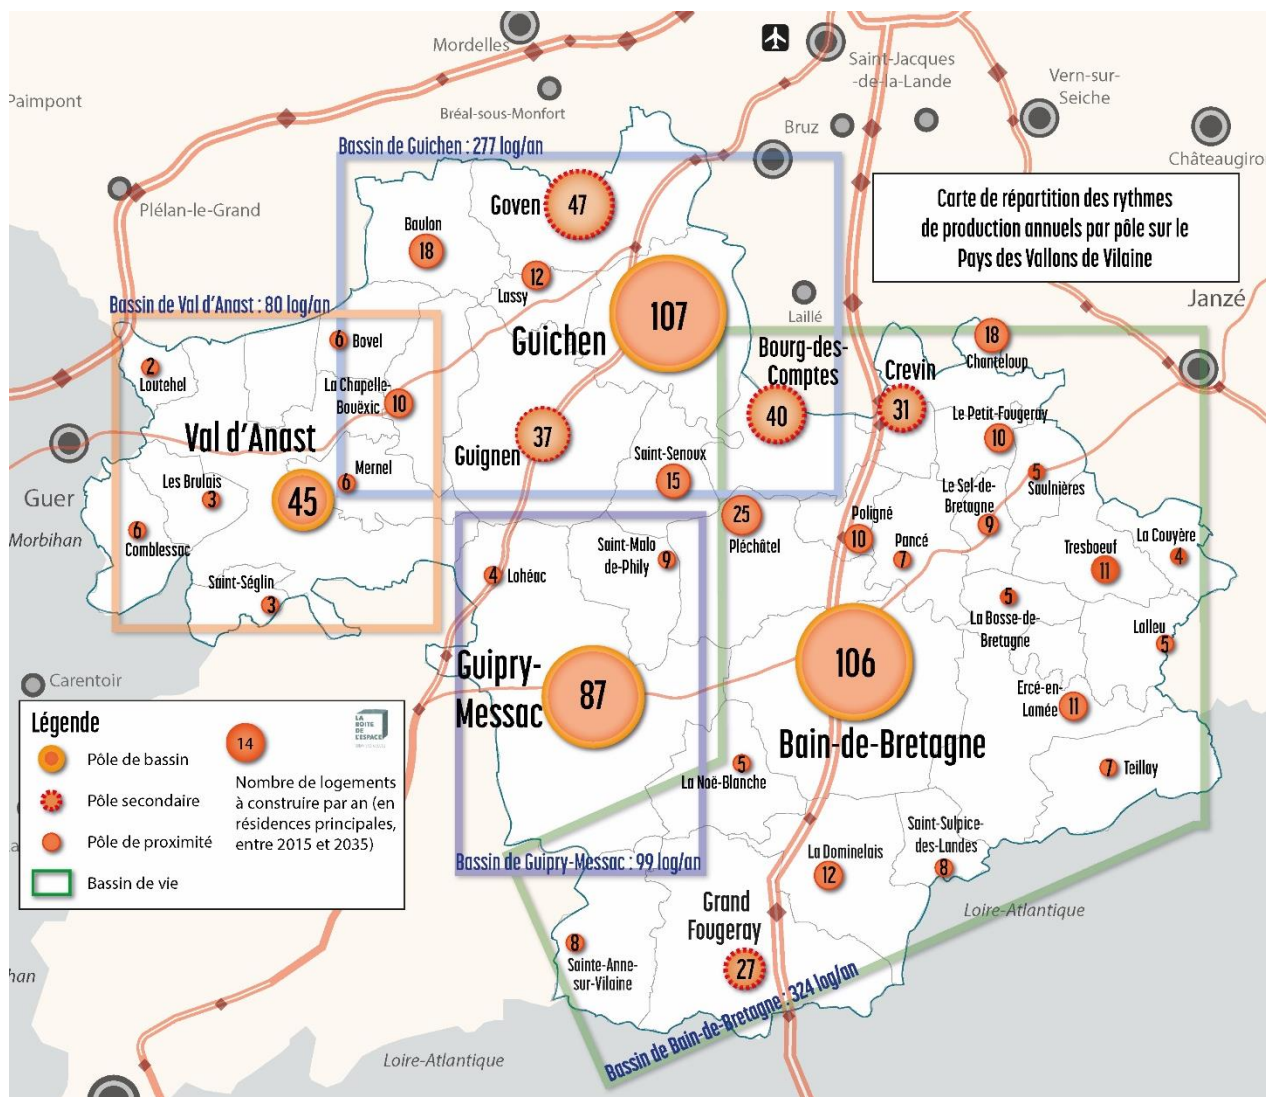 Mordelles
Saint-Jacques
-de-la-Lande
Vern-sur-
Seiche
Paimpont
Bréal-sous-Monfort
Bruz
Châteaugiron
Bassin de Guichen : 277 log/an
Carte de répartition des rythmes
de production annuels par pôle sur le
Pays des Vallons de Vilaine
Plélan-le-Grand
Goven
47
Baulon
18
12
Lassy
Bassin de Val d'Anast : 80 log/an
Laillé
Janzé
107
Guichen
6
Bovel
18
Chanteloup
Bourg-des-
Comptes
40
Crevin
31
2
Loutehel
La Chapelle-
Bouëxic
10
Le Petit-Fougeray
10
Val d'Anast
45
37
Guignen
Saint-Senoux
15
Guer
Les Brulais
3
Mernel
6
5
Saulnières
Le Sel-de-
Bretagne
9
Morbihan
6
Comblessac
25
Pléchâtel
Poligné
10
Pancé
7
Saint-Malo
de-Phily
9
Tresboeuf
11
La Couyère
4
Saint-Séglin
3
4
Lohéac
5
La Bosse-de-
Bretagne
Lalleu
5
Guipry-
Messac
87
106
Bain-de-Bretagne
Ercé-en-
Lamée
11
Carentoir
5
La Noë-Blanche
7
Teillay
Légende
LA
BOITE
DE
L'ESPACE
14
Pôle de bassin
Pôle secondaire
Pôle de proximité
Bassin de vie
Nombre de logements
à construire par an (en
résidences principales,
entre 2015 et 2035)
Saint-Sulpice-
des-Landes
8
La Dominelais
12
Bassin de Guipry-Messac : 99 log/an
Grand
Fougeray
27
Loire-Atlantique
8
Sainte-Anne-
sur-Vilaine
Bassin de Bain-de-Bretagne : 324 log/an
han
Loire-Atlantique